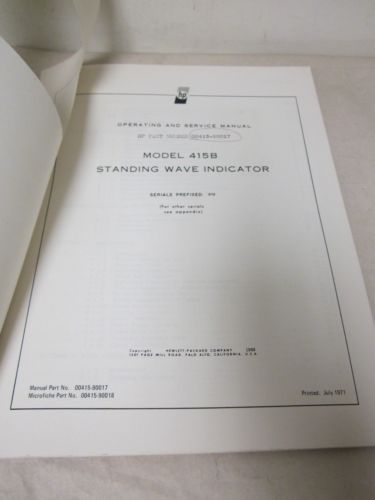 hp
OPERATING AND SERVICE MANUAL
HP PART NUMBER 00415-90017
MODEL 415B
STANDING WAVE INDICATOR
SERIALS PREFIXED:
(For other serials
see appendix)
Copyright HEWLETT-PACKARD COMPANY
1501 PAGE MILL ROAD, PALO ALTO, CALIFORNIA, U.S.A.
Manual Part No. 00415-90017
Microfiche Part No. 00415-90018
Printed: July 1971